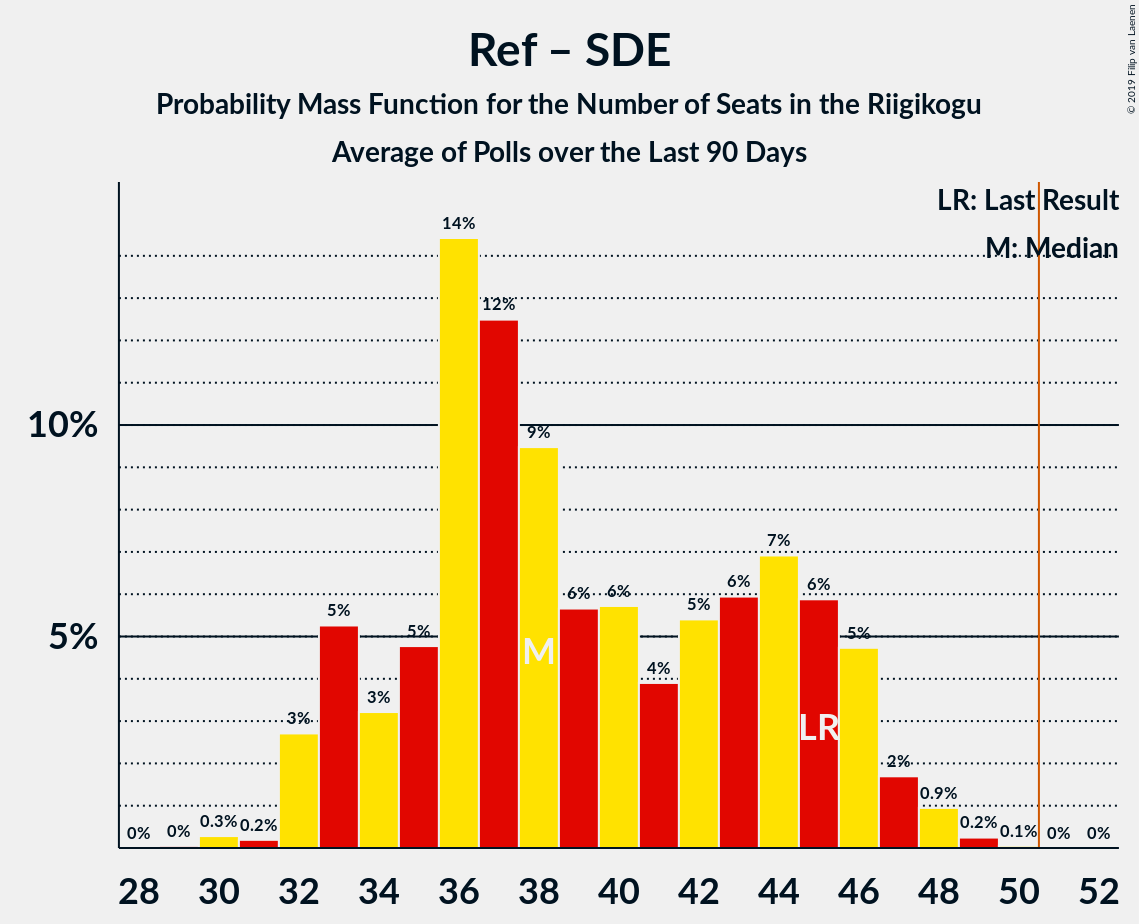 Ref – SDE
Probability Mass Function for the Number of Seats in the Riigikogu
Average of Polls over the Last 90 Days
© 2019 Filip van Laenen
LR: Last Result
M: Median
14%
12%
10%
9%
7%
6% 6% 6% 6%
5% 5% 5% 5%
5%
M
4%
3% 3%
LR
2%
0% 0% 0.3% 0.2% 0.9% 0.2% 0.1% 0% 0%
28 30 32 34 36 38 40 42 44 46 48 50 52